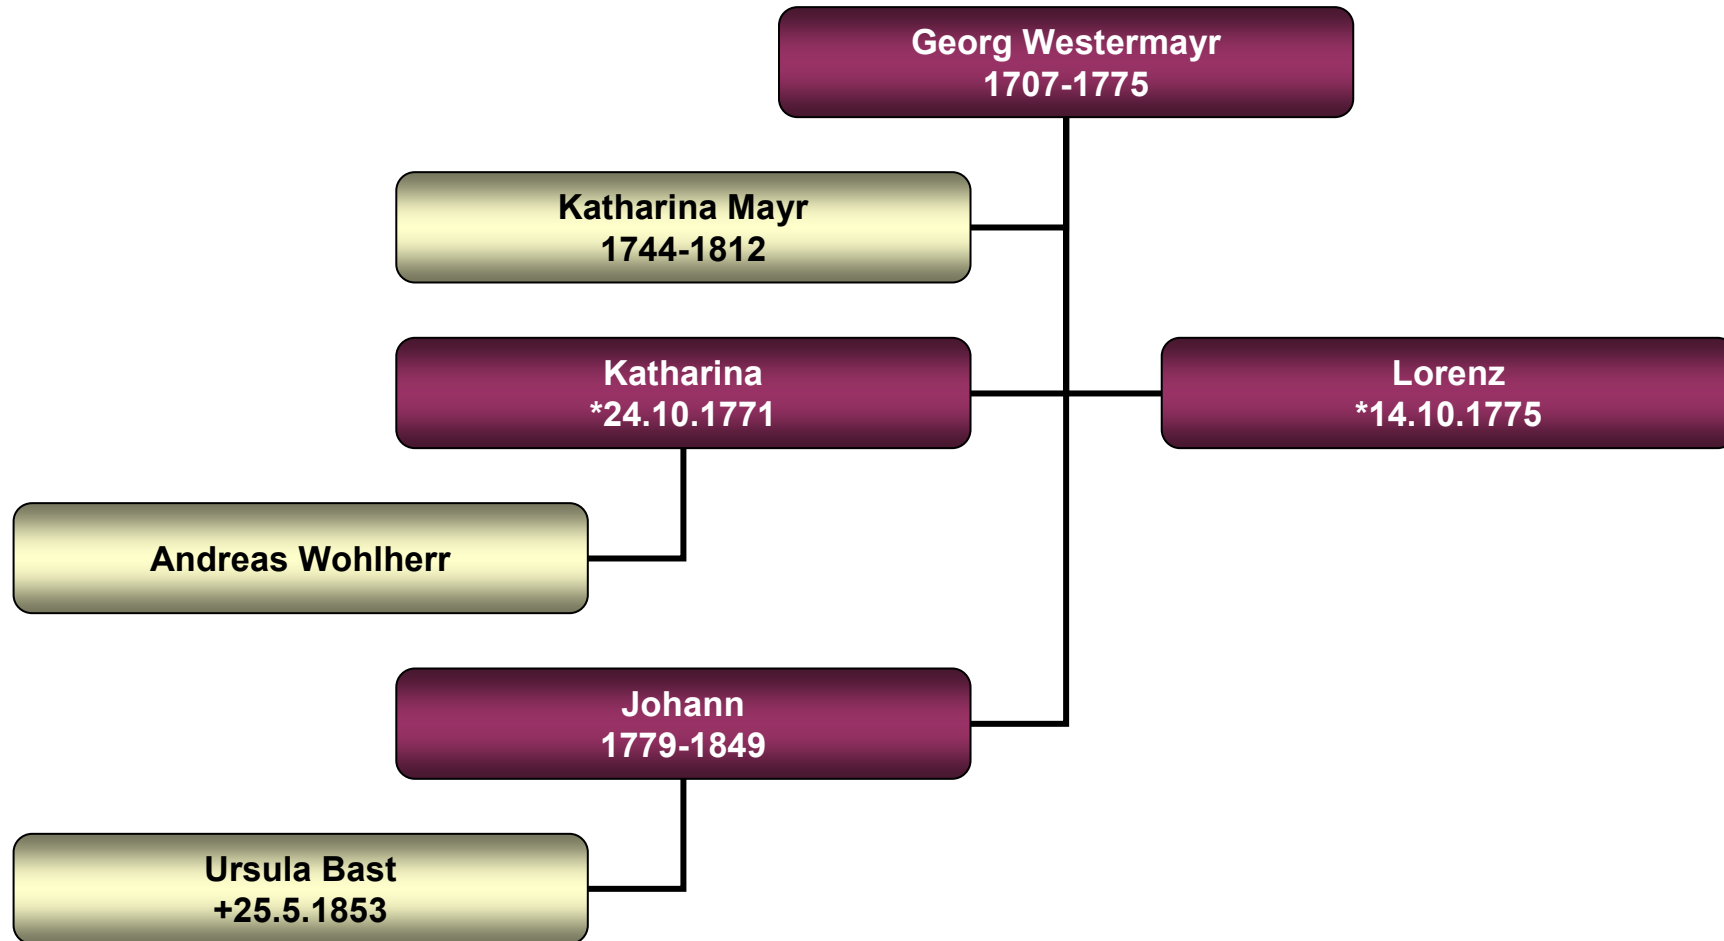 Georg Westermayr
1707-1775
Katharina Mayr
1744-1812
Katharina
*24.10.1771
Lorenz
*14.10.1775
Andreas Wohlherr
Johann
1779-1849
Ursula Bast
+25.5.1853